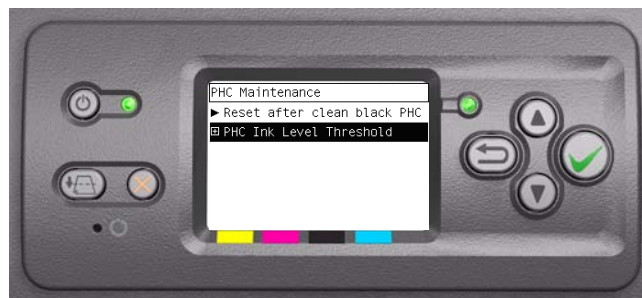 PHC Maintenance
Reset after clean black PHC
PHC Ink Level Threshold